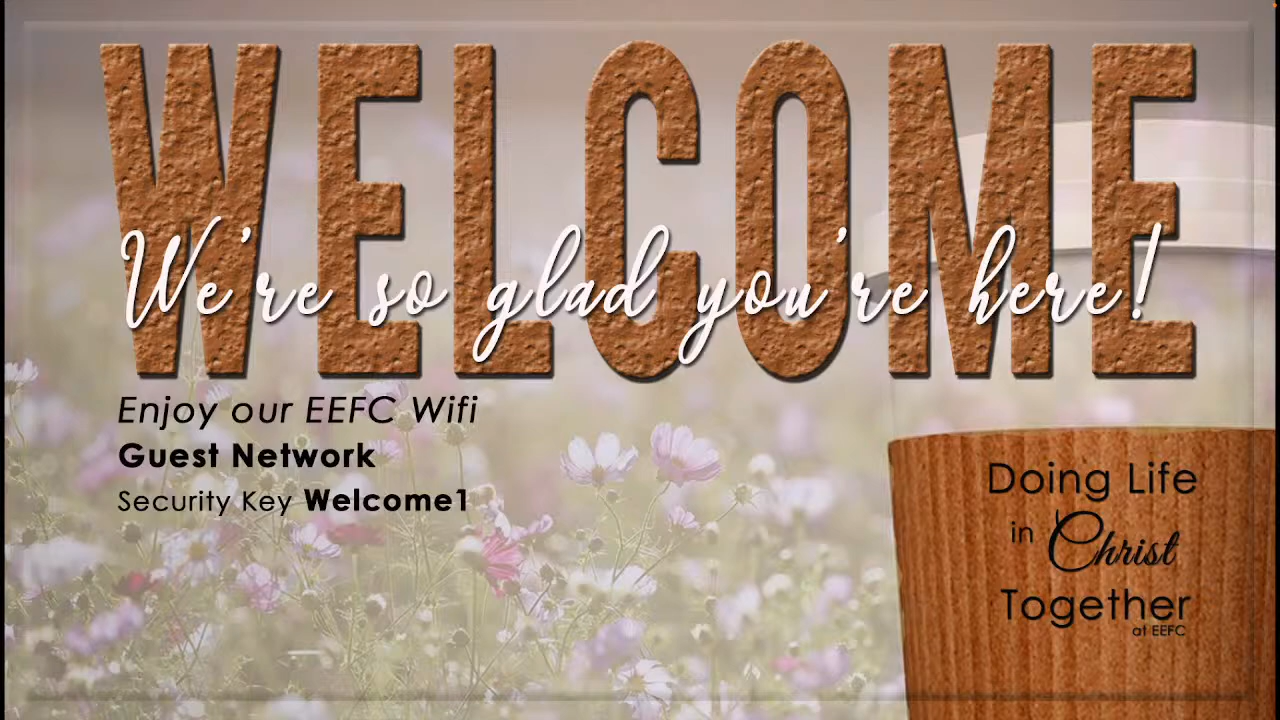 WELCOME
We're so glad you're here!
Enjoy our EEFC Wifi
Guest Network
Security Key Welcome1
Doing Life
in Christ
Together
at EEFC